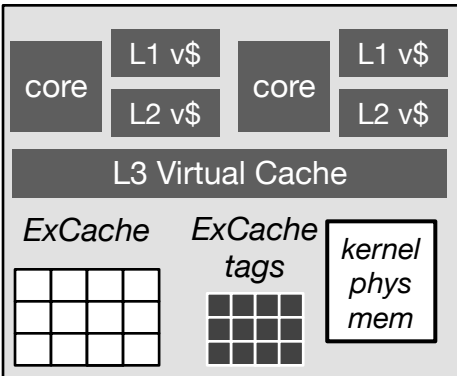 core
L1 v$
L2 v$
core
L1 v$
L2 v$
L3 Virtual Cache
ExCache
ExCache
tags
kernel
phys
mem